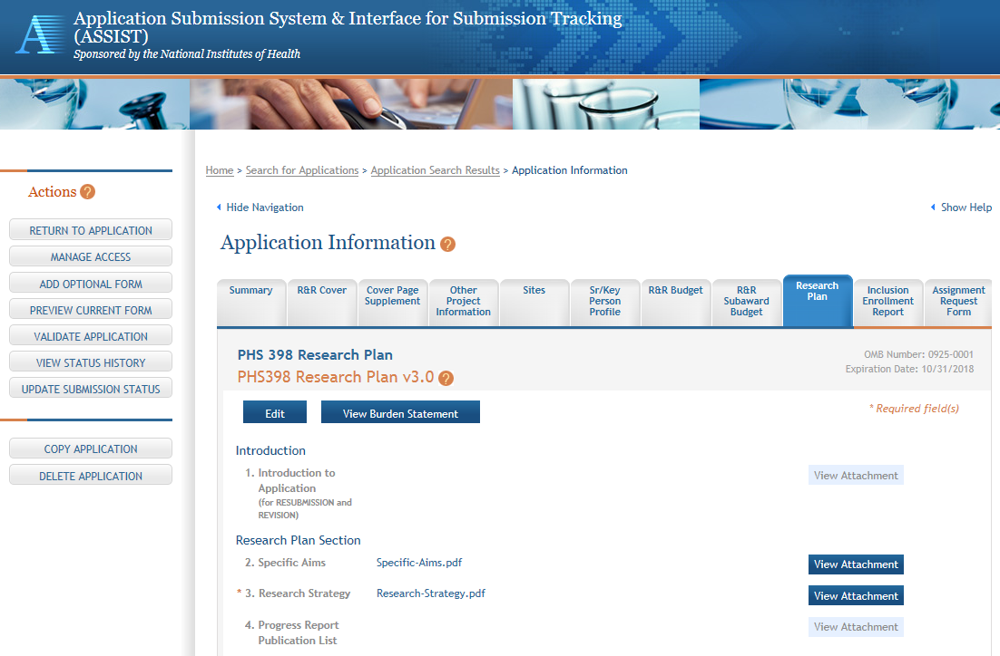 Application Submission System & Interface for Submission Tracking
(ASSIST)
Sponsored by the National Institutes of Health
Home > Search for Applications > Application Search Results > Application Information
Actions ?
RETURN TO APPLICATION
MANAGE ACCESS
ADD OPTIONAL FORM
PREVIEW CURRENT FORM
VALIDATE APPLICATION
VIEW STATUS HISTORY
UPDATE SUBMISSION STATUS
COPY APPLICATION
DELETE APPLICATION
Hide Navigation
Show Help
Application Information ?
Summary
R&R Cover
Cover Page
Supplement
Other
Project
Information
Sites
Sr/Key
Person
Profile
R&R Budget
R&R
Subaward
Budget
Research
Plan
Inclusion
Enrollment
Report
Assignment
Request
Form
PHS 398 Research Plan
PHS398 Research Plan v3.0 ?
OMB Number: 0925-0001
Expiration Date: 10/31/2018
Edit
View Burden Statement
* Required field(s)
Introduction
1. Introduction to
Application
(for RESUBMISSION and
REVISION)
View Attachment
Research Plan Section
2. Specific Aims
Specific-Aims.pdf
View Attachment
* 3. Research Strategy
Research-Strategy.pdf
View Attachment
4. Progress Report
Publication List
View Attachment